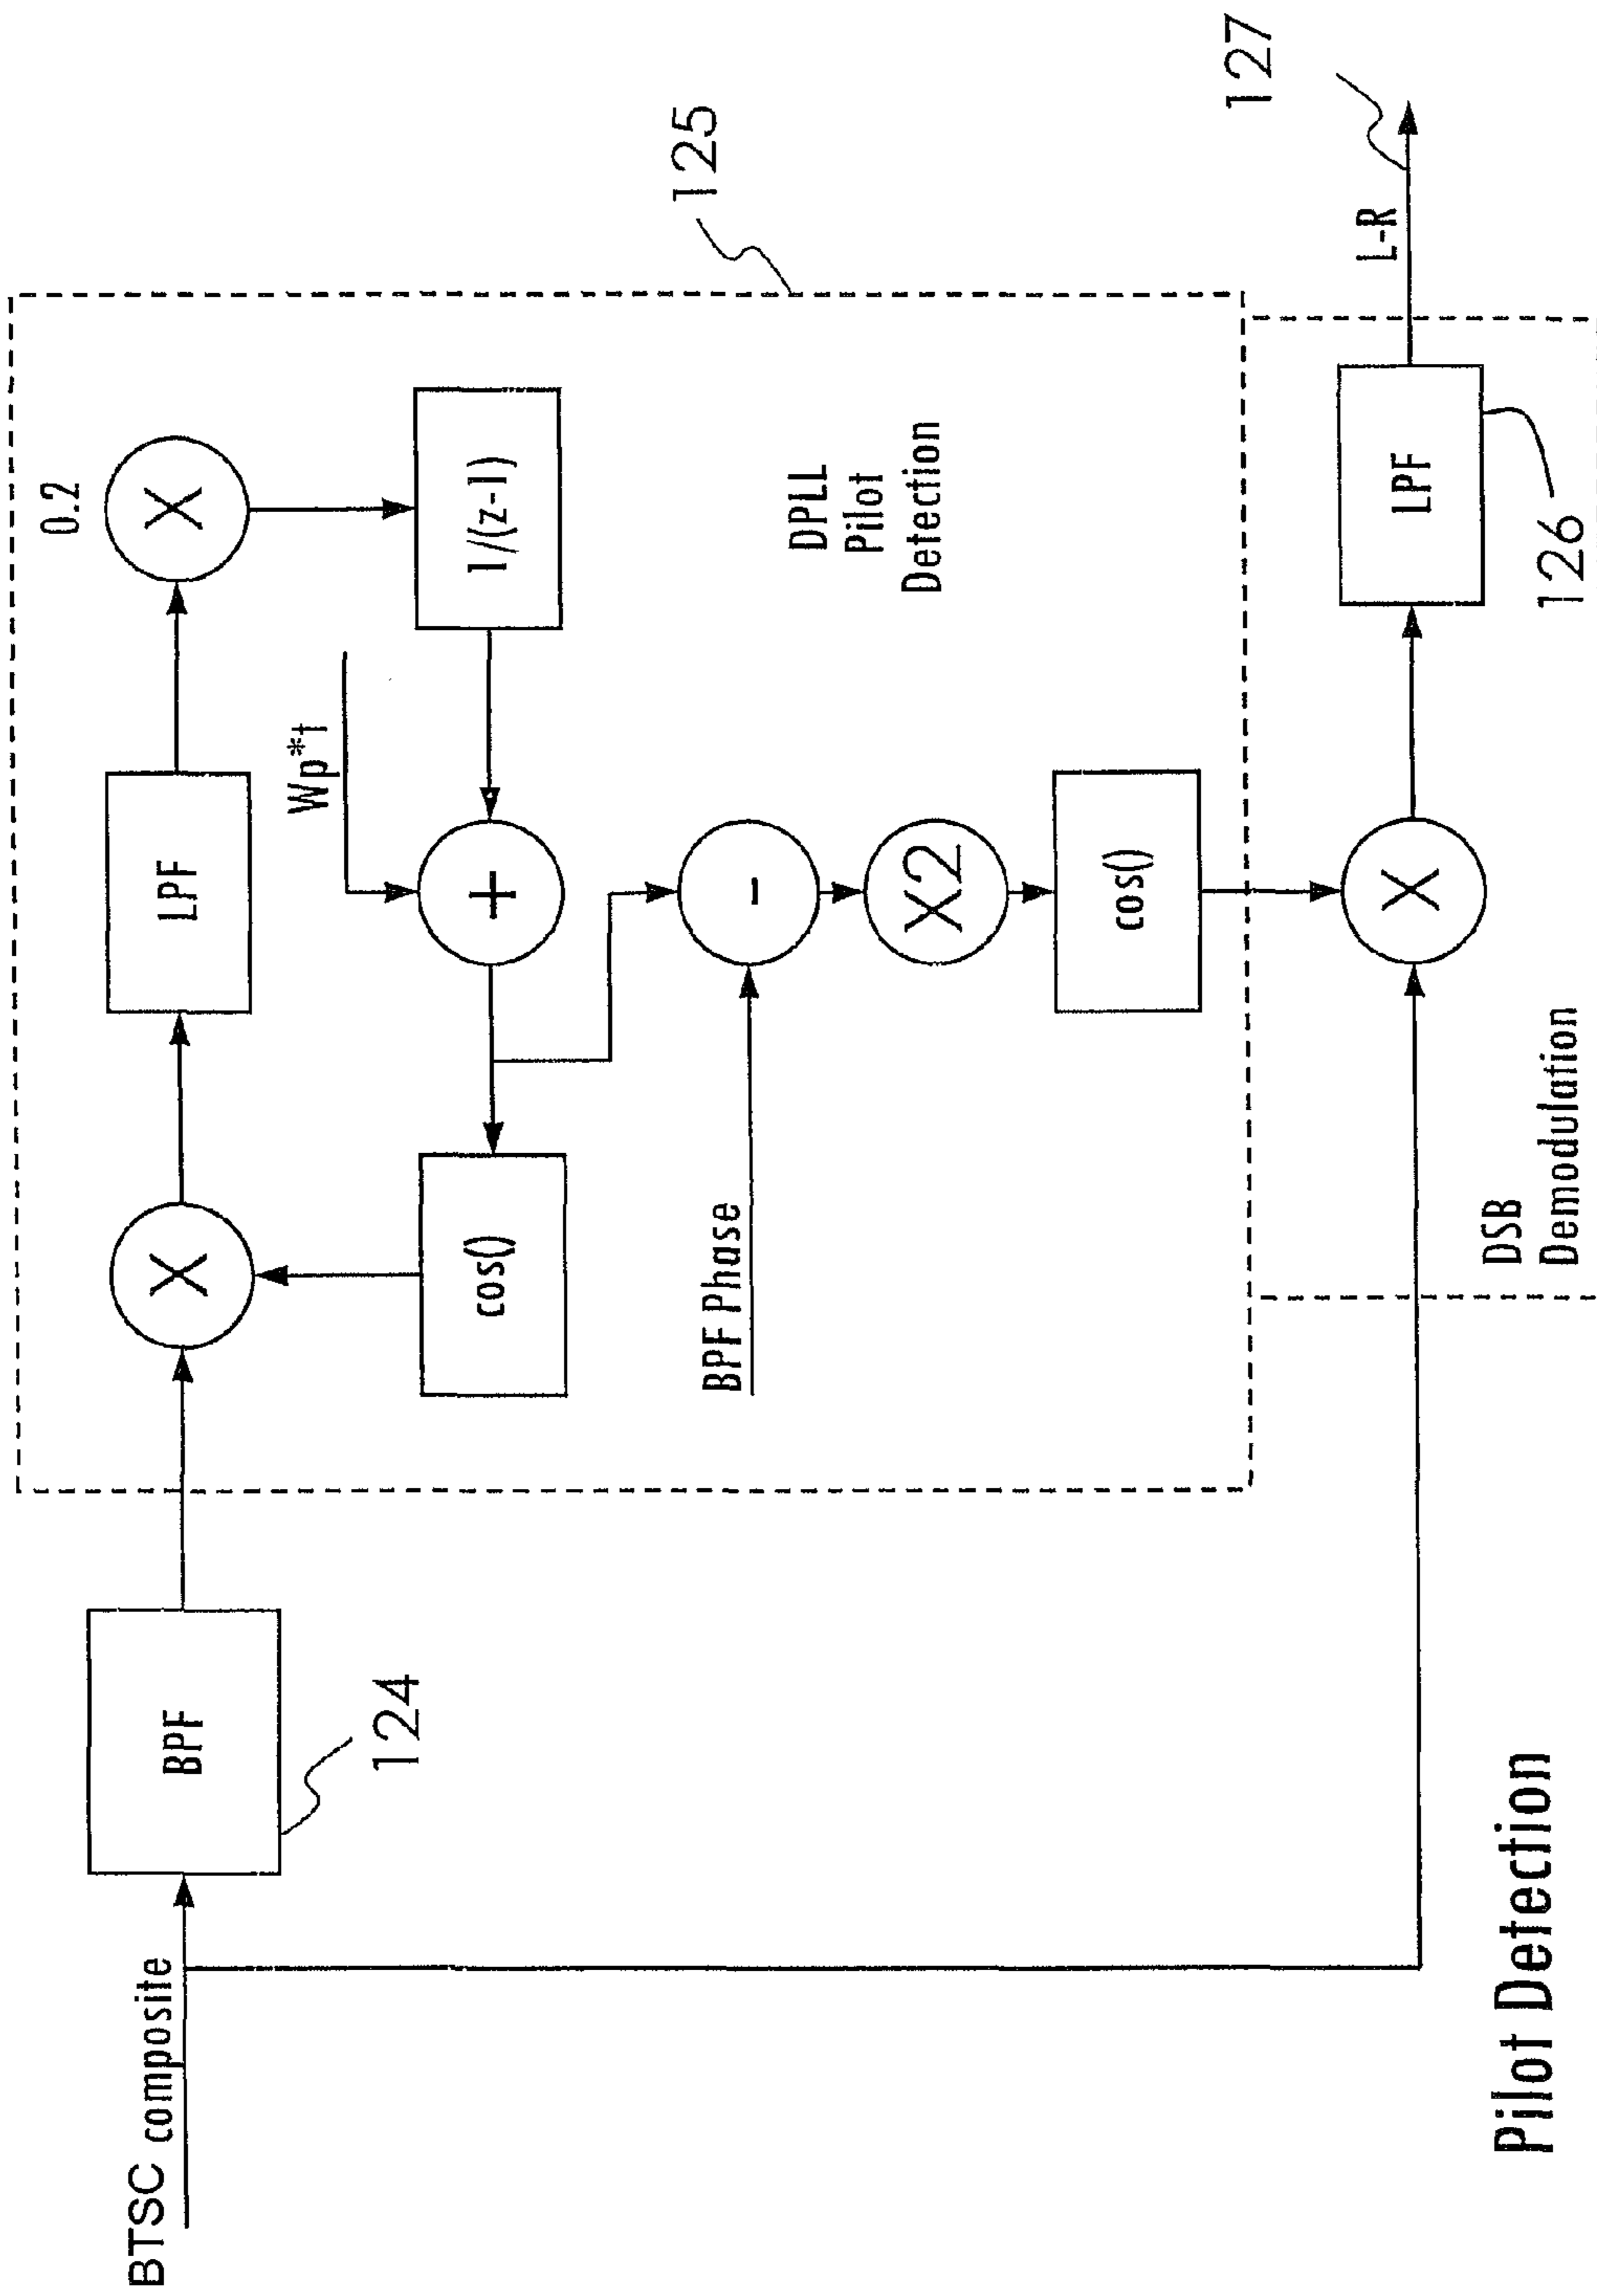 BTSC composite
BPF
124
X
LPF
0.2
X
125
cos()
Wp*t
+
1/(z-1)
BPF Phase
-
X2
cos()
DPLL
Pilot
Detection
DSB
Demodulation
X
LPF
126
L-R
127
Pilot Detection